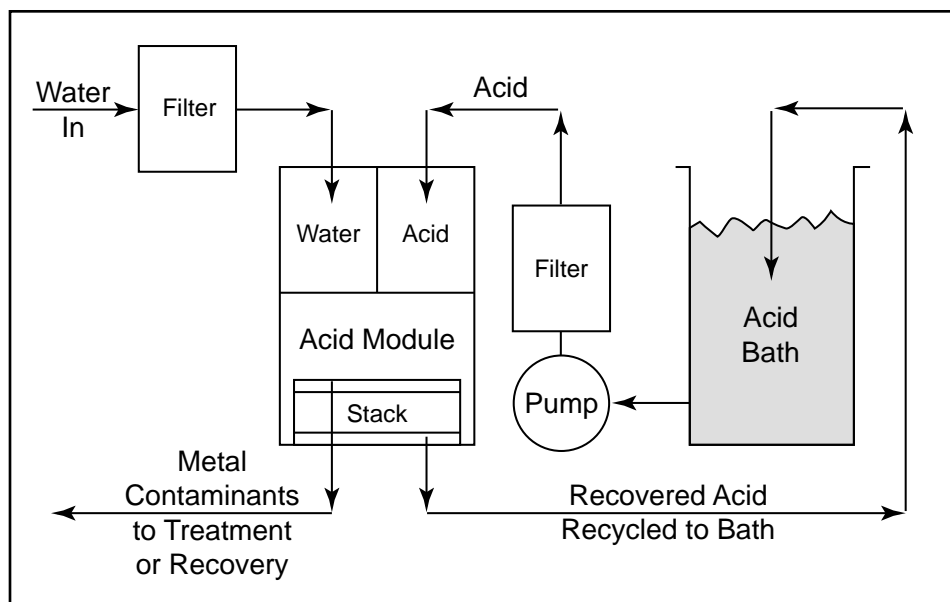 Water
In
Filter
Acid
Water
Acid
Filter
Acid
Bath
Acid Module
Stack
Pump
Metal
Contaminants
to Treatment
or Recovery
Recovered Acid
Recycled to Bath